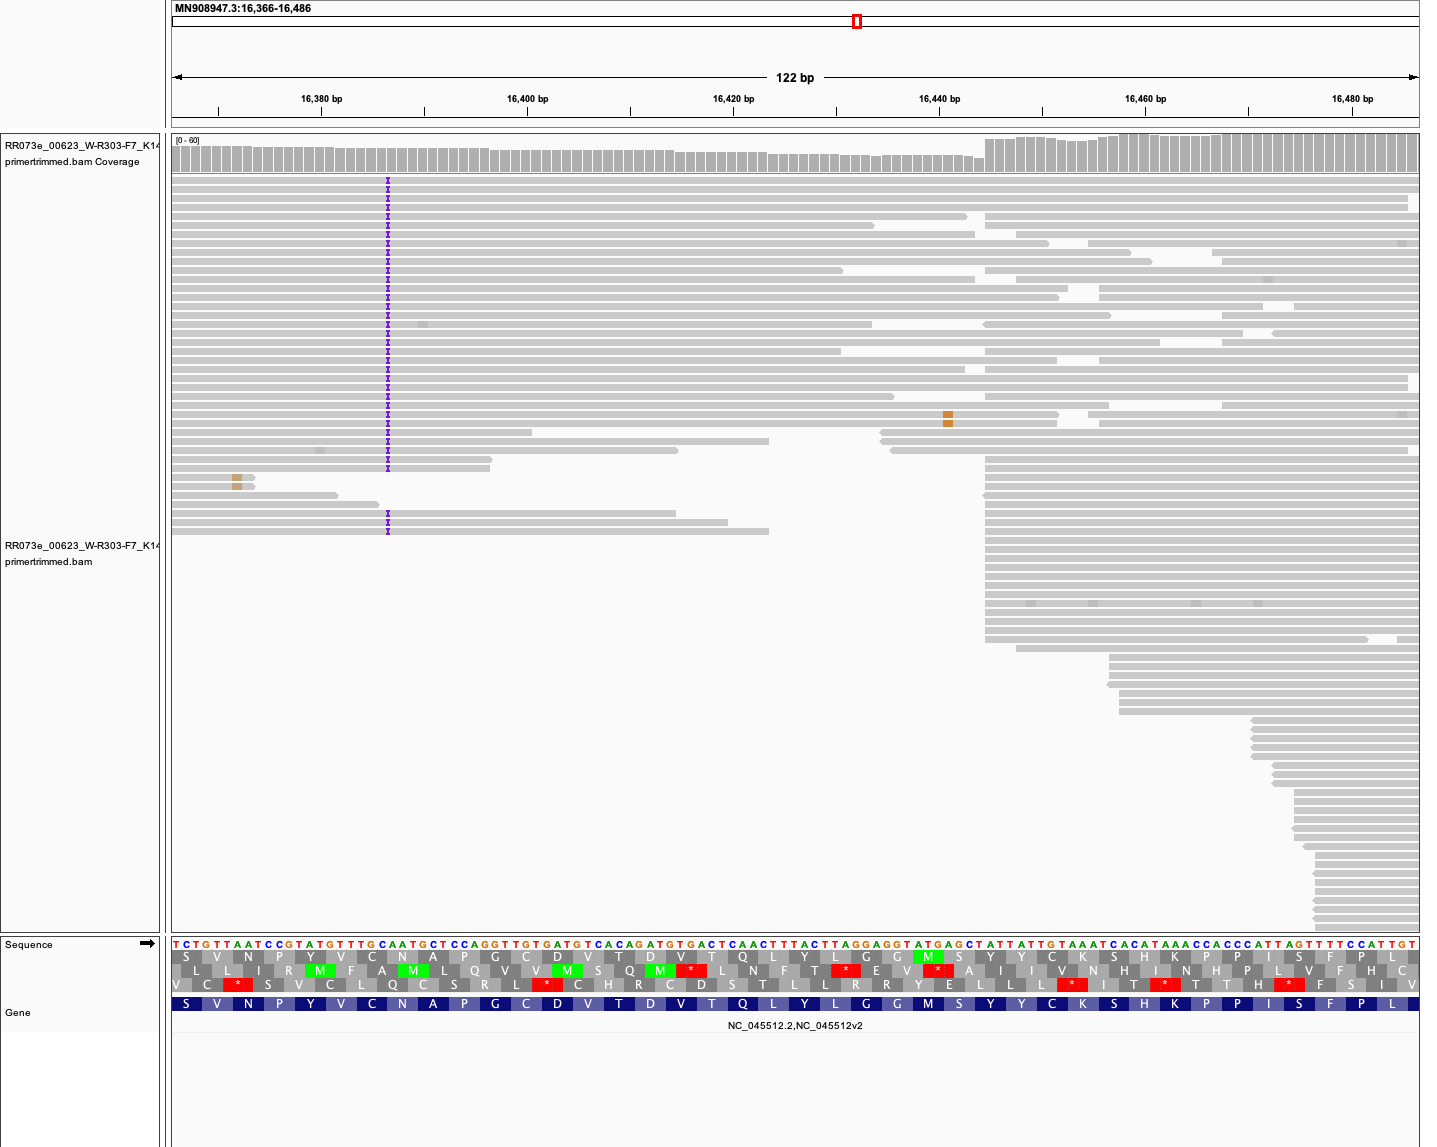 MN908947.3:16,366-16,486
122 bp
16,380 bp 16,400 bp 16,420 bp 16,440 bp 16,460 bp 16,480 bp
RR073e_00623_W-R303-F7_K14
primertrimmed.bam Coverage
[0 - 60]
RR073e_00623_W-R303-F7_K14
primertrimmed.bam
Sequence
TCTGTTAATCCGTATGTTTGCAATGCTCCAGGTTGTGATGTCACAGATGTGACTCAACTTTACTTAGGAGGTATGAGCTATTATTGTAAATCACATAAACCACCCATTAGTTTTCCATTGT
S V N P Y V C N A P G C D V T D V T Q L Y L G G M S Y Y C K S H K P P I S F P L
L L I R M F A M L Q V V M S Q M * L N F T * E V * A I I V N H I N H P L V F H C
V C * S V C L Q C S R L * C H R C D S T L L R R Y E L L L * I T * T T H * F S I V
Gene
S V N P Y V C N A P G C D V T D V T Q L Y L G G M S Y Y C K S H K P P I S F P L
NC_045512.2,NC_045512v2